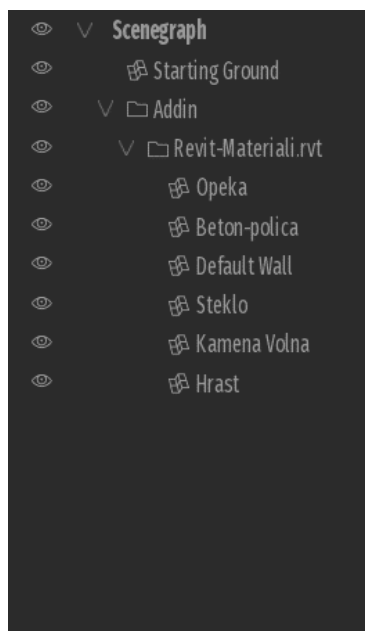 Scenegraph
Starting Ground
Addin
Revit-Materiali.rvt
Opeka
Beton-polica
Default Wall
Steklo
Kamena Volna
Hrast